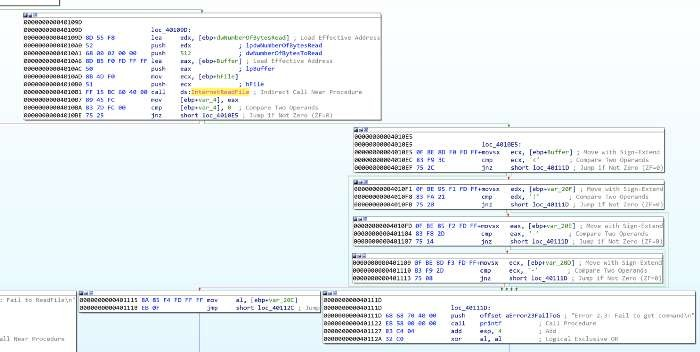 000000000040109D
000000000040109D loc_40109D:
000000000040109D 8D 55 F8 lea edx, [ebp+dwNumberOfBytesRead] ; Load Effective Address
00000000004010A0 52 push edx ; lpdwNumberOfBytesRead
00000000004010A1 68 00 02 00 00 push 512 ; dwNumberOfBytesToRead
00000000004010A6 8D 85 F0 FD FF FF lea eax, [ebp+Buffer] ; Load Effective Address
00000000004010AC 50 push eax ; lpBuffer
00000000004010AD 8B 4D F0 mov ecx, [ebp+hFile]
00000000004010B0 51 push ecx ; hFile
00000000004010B1 FF 15 BC 60 40 00 call ds:InternetReadFile ; Indirect Call Near Procedure
00000000004010B7 89 45 FC mov [ebp+var_4], eax
00000000004010BA 83 7D FC 00 cmp [ebp+var_4], 0 ; Compare Two Operands
00000000004010BE 75 25 jnz short loc_4010E5 ; Jump if Not Zero (ZF=0)
00000000004010E5
00000000004010E5 loc_4010E5:
00000000004010E5 0F BE 8D F0 FD FF+movsx ecx, [ebp+Buffer] ; Move with Sign-Extend
00000000004010EC 83 F9 3C cmp ecx, '<' ; Compare Two Operands
00000000004010EF 75 2C jnz short loc_40111D ; Jump if Not Zero (ZF=0)
00000000004010F1 0F BE 95 F1 FD FF+movsx edx, [ebp+var_20F] ; Move with Sign-Extend
00000000004010F8 83 FA 21 cmp edx, '!' ; Compare Two Operands
00000000004010FB 75 20 jnz short loc_40111D ; Jump if Not Zero (ZF=0)
00000000004010FD 0F BE 85 F2 FD FF+movsx eax, [ebp+var_20E] ; Move with Sign-Extend
0000000000401104 83 F8 2D cmp eax, '-' ; Compare Two Operands
0000000000401107 75 14 jnz short loc_40111D ; Jump if Not Zero (ZF=0)
0000000000401109 0F BE 8D F3 FD FF+movsx ecx, [ebp+var_20D] ; Move with Sign-Extend
0000000000401110 83 F9 2D cmp ecx, '-' ; Compare Two Operands
0000000000401113 75 08 jnz short loc_40111D ; Jump if Not Zero (ZF=0)
: Fail to ReadFile\n"
all Near Procedure
0000000000401115 8A 85 F4 FD FF FF mov al, [ebp+var_20C]
000000000040111B EB 0F jmp short loc_40112C ; Jump
000000000040111D
000000000040111D loc_40111D:
000000000040111D 68 58 70 40 00 push offset aError23FailToG ; "Error 2.3: Fail to get command\n"
0000000000401122 E8 58 00 00 00 call printf ; Call Procedure
0000000000401127 83 C4 04 add esp, 4 ; Add
000000000040112A 32 C0 xor al, al ; Logical Exclusive OR